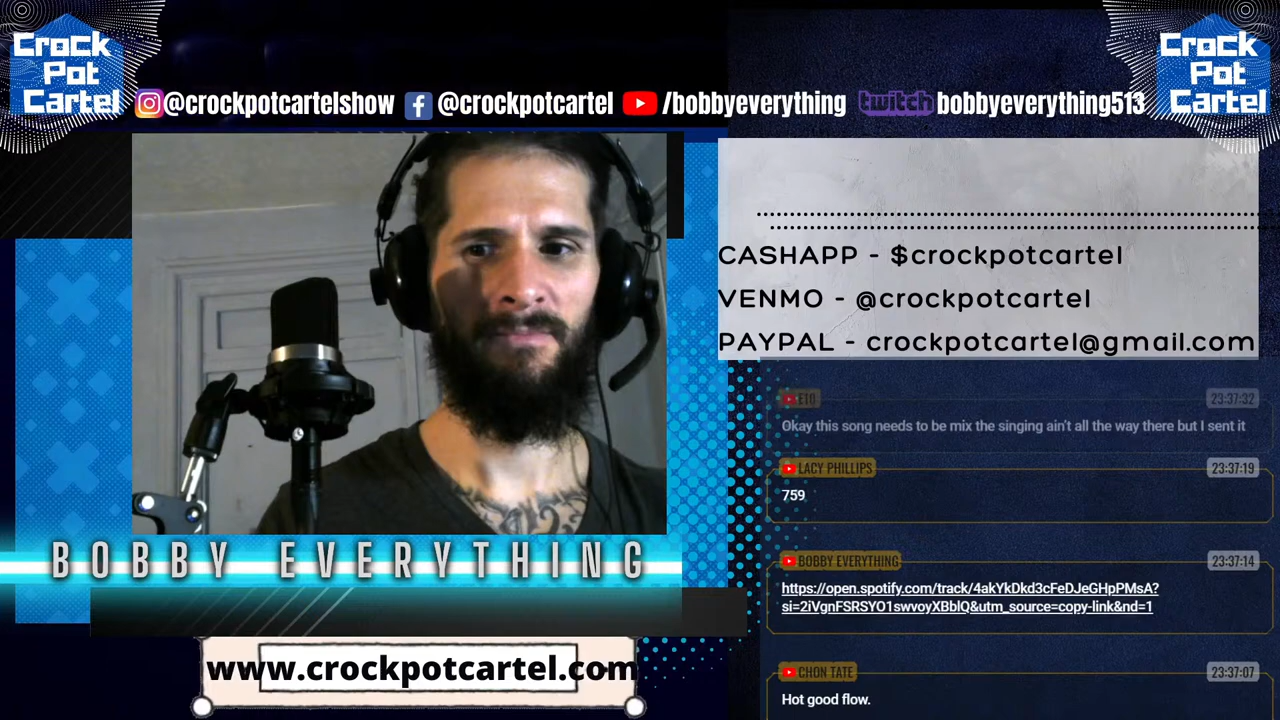 Crock
Pot
Cartel
@crockpotcartelshow @crockpotcartel /bobbyeverything twitch bobbyeverything513
Crock
Pot
Cartel
CASHAPP - $crockpotcartel
VENMO - @crockpotcartel
PAYPAL - crockpotcartel@gmail.com
ETO 23:37:32
Okay this song needs to be mix the singing ain't all the way there but I sent it
LACY PHILLIPS 23:37:19
759
BOBBY EVERYTHING 23:37:14
https://open.spotify.com/track/4akYkDkd3cFeDJeGHpPMsA?
si=2iVgnFSRSYO1swvoyXBblQ&utm_source=copy-link&nd=1
CHON TATE 23:37:07
Hot good flow.
BOBBY EVERYTHING
www.crockpotcartel.com